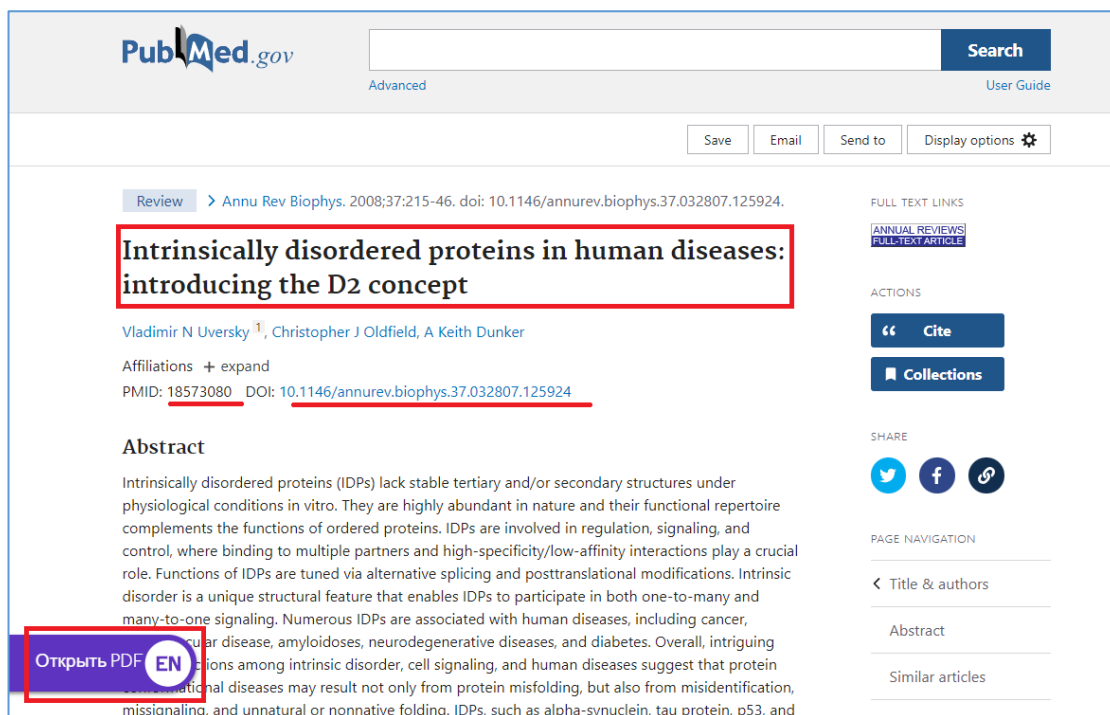 PubMed.gov
Search
Advanced
User Guide
Save
Email
Send to
Display options
Review
Annu Rev Biophys. 2008;37:215-46. doi: 10.1146/annurev.biophys.37.032807.125924.
Intrinsically disordered proteins in human diseases:
introducing the D2 concept
Vladimir N Uversky 1, Christopher J Oldfield, A Keith Dunker
Affiliations + expand
PMID: 18573080 DOI: 10.1146/annurev.biophys.37.032807.125924
Abstract
Intrinsically disordered proteins (IDPs) lack stable tertiary and/or secondary structures under
physiological conditions in vitro. They are highly abundant in nature and their functional repertoire
complements the functions of ordered proteins. IDPs are involved in regulation, signaling, and
control, where binding to multiple partners and high-specificity/low-affinity interactions play a crucial
role. Functions of IDPs are tuned via alternative splicing and posttranslational modifications. Intrinsic
disorder is a unique structural feature that enables IDPs to participate in both one-to-many and
many-to-one signaling. Numerous IDPs are associated with human diseases, including cancer,
disease, amyloidoses, neurodegenerative diseases, and diabetes. Overall, intriguing
among intrinsic disorder, cell signaling, and human diseases suggest that protein
diseases may result not only from protein misfolding, but also from misidentification,
missignaling, and unnatural or nonnative folding. IDPs, such as alpha-synuclein, tau protein, p53, and
Открыть PDF EN
FULL TEXT LINKS
ANNUAL REVIEWS
FULL-TEXT ARTICLE
ACTIONS
Cite
Collections
SHARE
PAGE NAVIGATION
Title & authors
Abstract
Similar articles